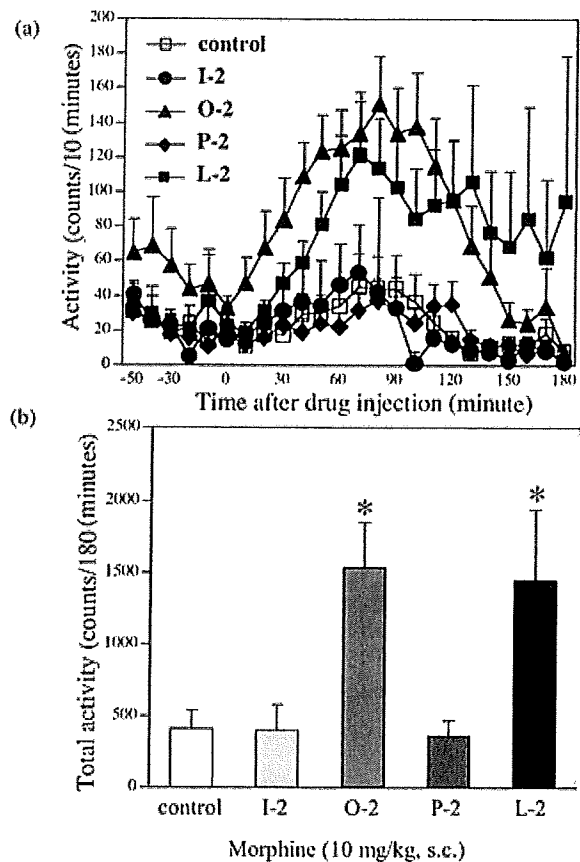 (a)
200
180
160
140
120
100
80
60
40
20
0
Activity (counts/10 (minutes)
control
I-2
O-2
P-2
L-2
-50 -30 0 30 60 90 120 150 180
Time after drug injection (minute)
(b)
2500
2000
1500
1000
500
0
Total activity (counts/180 (minutes)
* *
control I-2 O-2 P-2 L-2
Morphine (10 mg/kg, s.c.)